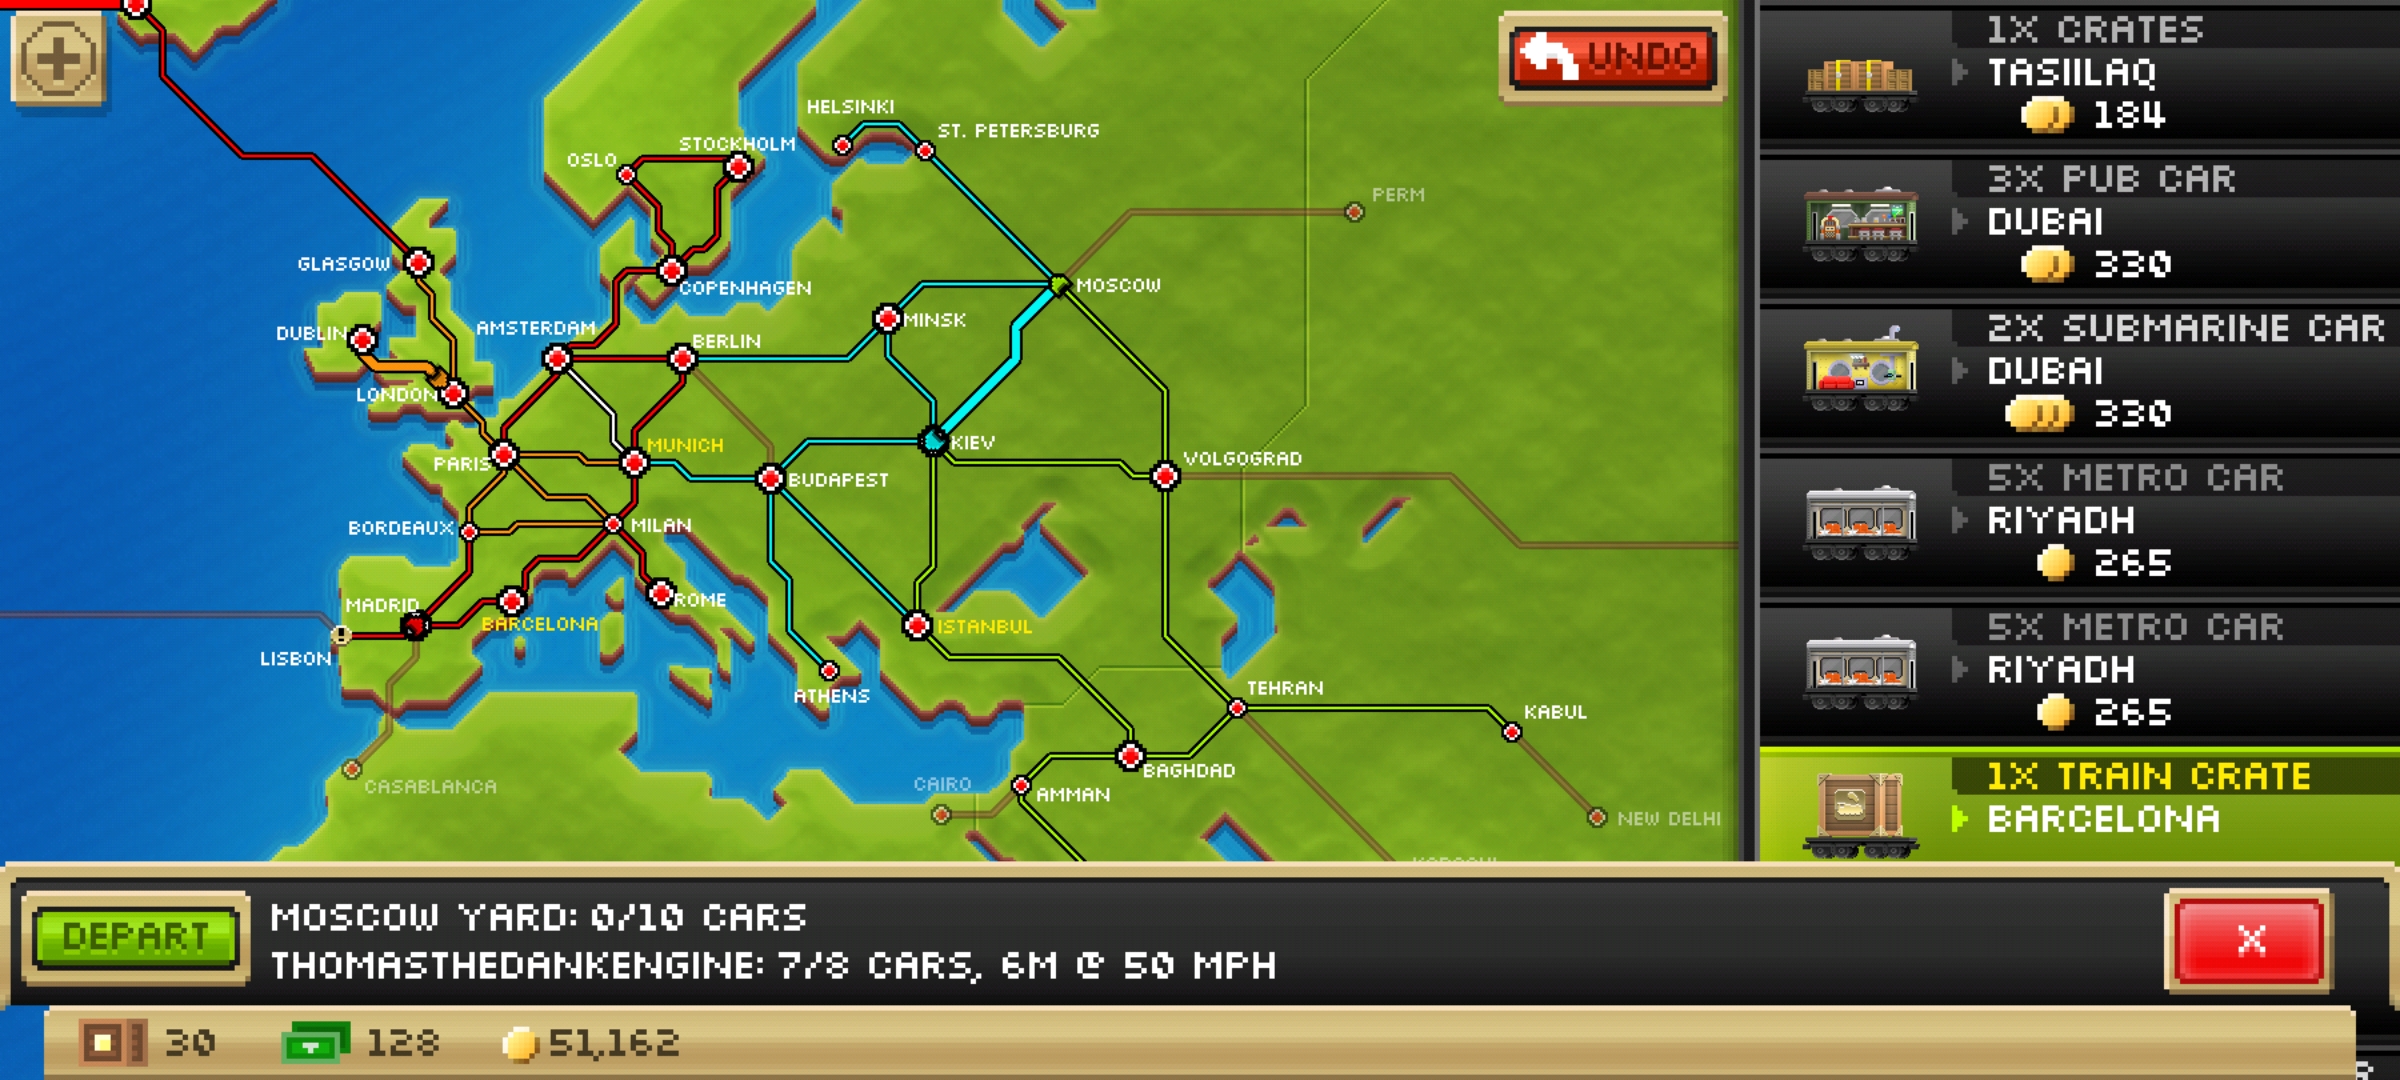 UNDO
HELSINKI
ST. PETERSBURG
STOCKHOLM
OSLO
PERM
GLASGOW
COPENHAGEN
MOSCOW
DUBLIN
AMSTERDAM
BERLIN
MINSK
LONDON
MUNICH
KIEV
PARIS
BUDAPEST
VOLGOGRAD
BORDEAUX
MILAN
MADRID
ROME
BARCELONA
ISTANBUL
LISBON
ATHENS
TEHRAN
KABUL
CASABLANCA
CAIRO
BAGHDAD
AMMAN
NEW DELHI
1X CRATES
TASIILAQ
184
3X PUB CAR
DUBAI
330
2X SUBMARINE CAR
DUBAI
330
5X METRO CAR
RIYADH
265
5X METRO CAR
RIYADH
265
1X TRAIN CRATE
BARCELONA
DEPART
MOSCOW YARD: 0/10 CARS
THOMASTHEDANKENGINE: 7/8 CARS, 6M @ 50 MPH
X
30
128
51,162